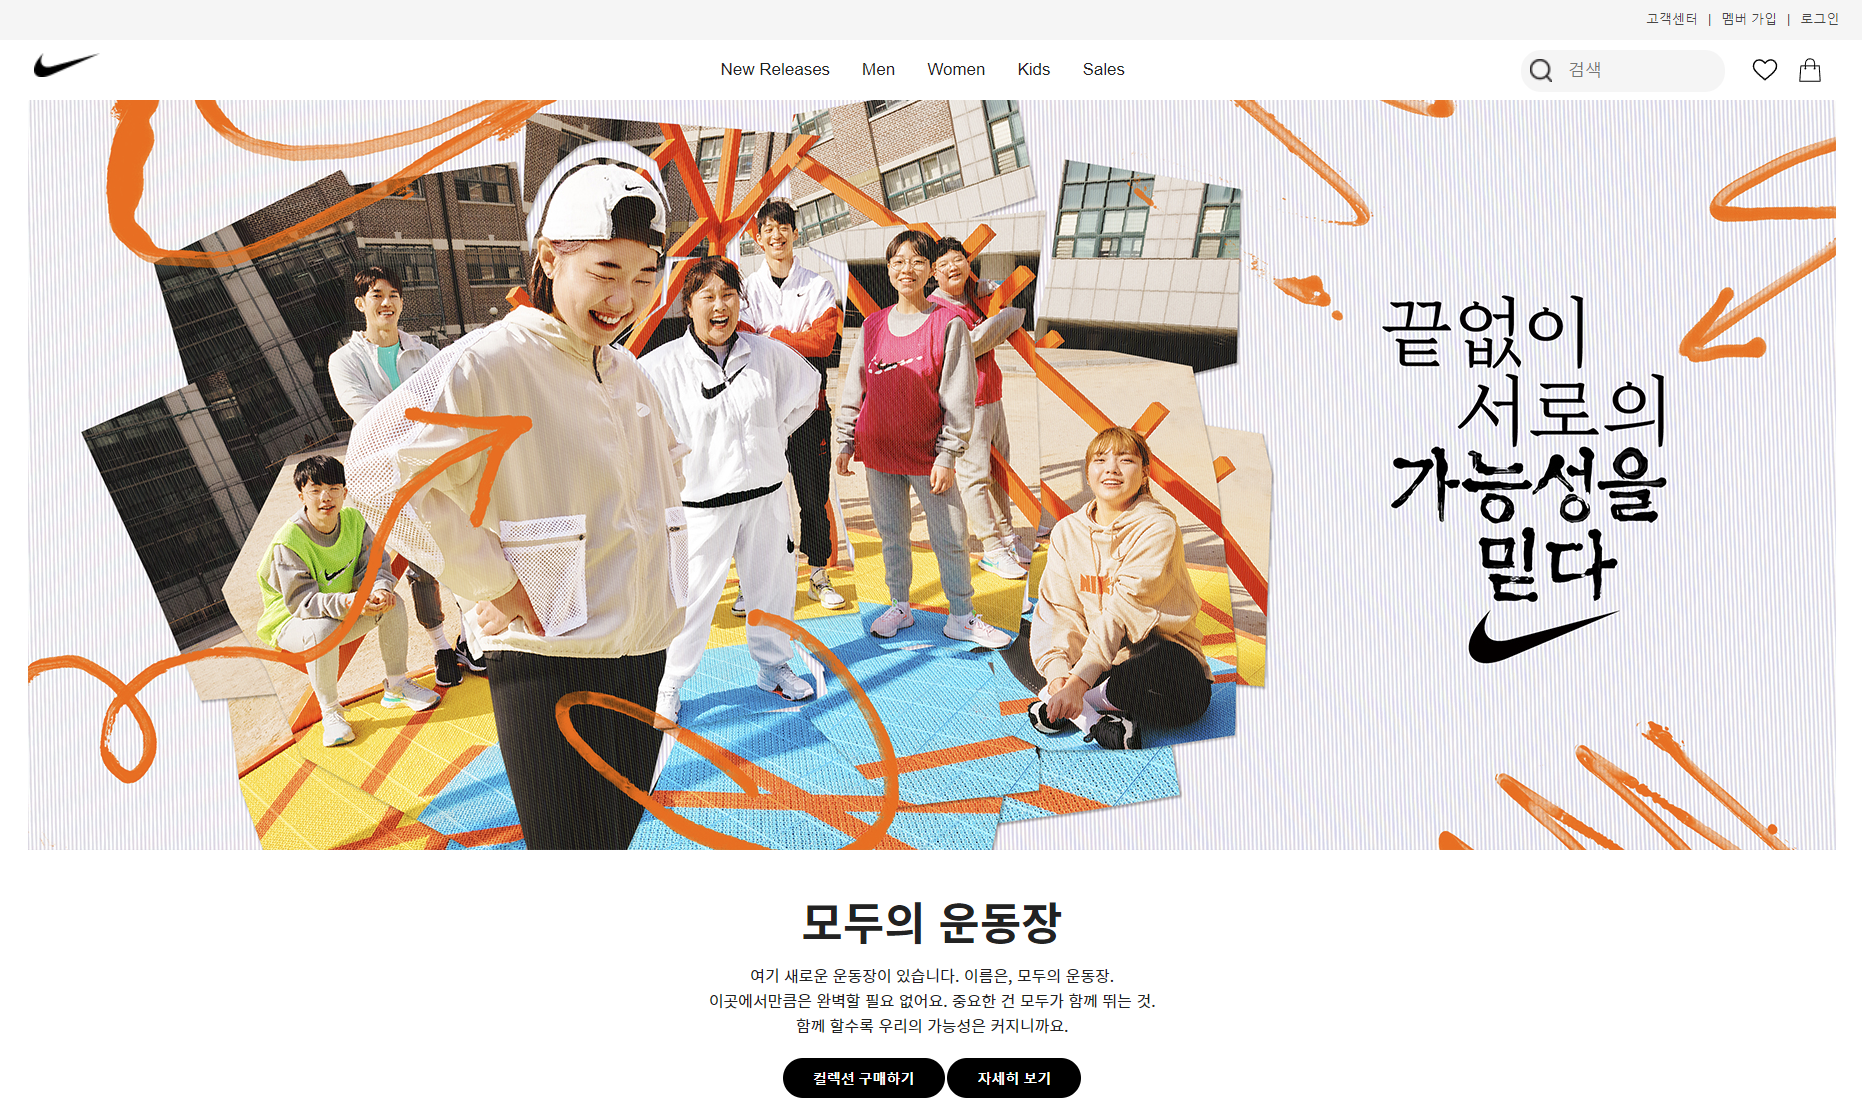 고객센터 | 멤버 가입 | 로그인
New Releases Men Women Kids Sales 검색
끝없이
서로의
가능성을
믿다
NIKE
모두의 운동장
여기 새로운 운동장이 있습니다. 이름은, 모두의 운동장.
이곳에서만큼은 완벽할 필요 없어요. 중요한 건 모두가 함께 뛰는 것.
함께 할수록 우리의 가능성은 커지니까요.
컬렉션 구매하기 자세히 보기